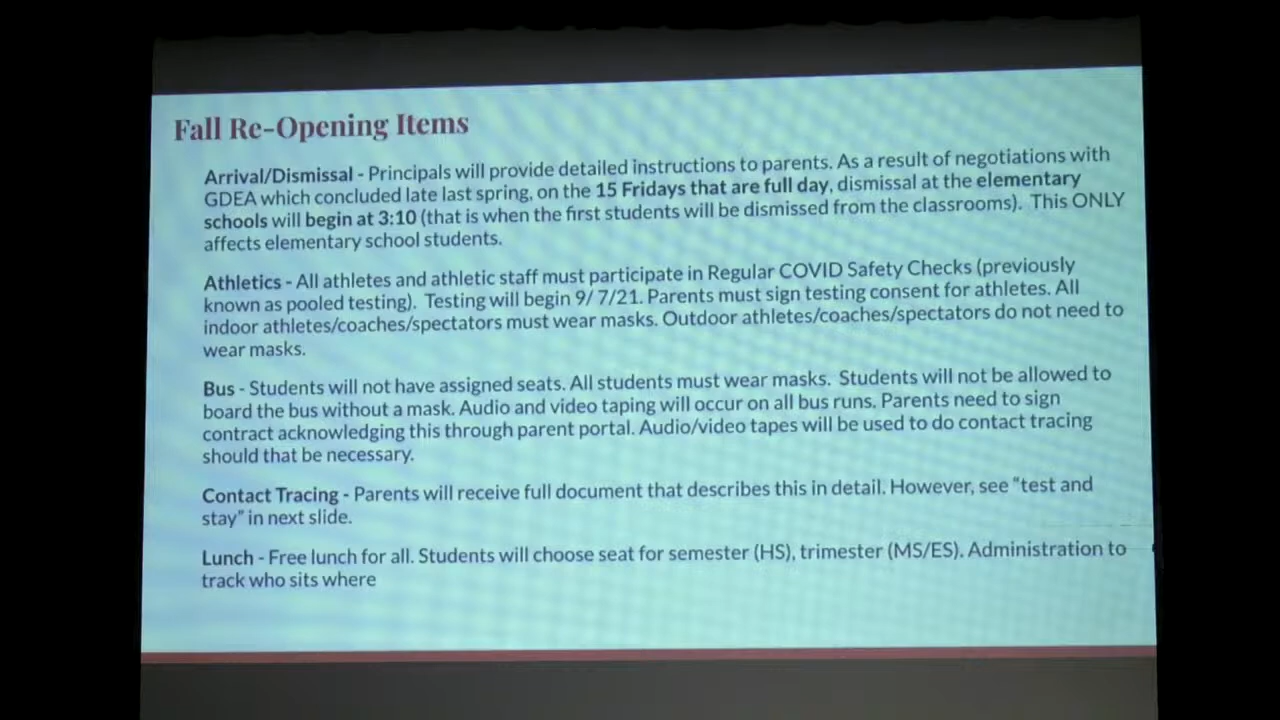 Fall Re-Opening Items
Arrival/Dismissal - Principals will provide detailed instructions to parents. As a result of negotiations with
GDEA which concluded late last spring, on the 15 Fridays that are full day, dismissal at the elementary
schools will begin at 3:10 (that is when the first students will be dismissed from the classrooms). This ONLY
affects elementary school students.
Athletics - All athletes and athletic staff must participate in Regular COVID Safety Checks (previously
known as pooled testing). Testing will begin 9/ 7/21. Parents must sign testing consent for athletes. All
indoor athletes/coaches/spectators must wear masks. Outdoor athletes/coaches/spectators do not need to
wear masks.
Bus - Students will not have assigned seats. All students must wear masks. Students will not be allowed to
board the bus without a mask. Audio and video taping will occur on all bus runs. Parents need to sign
contract acknowledging this through parent portal. Audio/video tapes will be used to do contact tracing
should that be necessary.
Contact Tracing - Parents will receive full document that describes this in detail. However, see “test and
stay” in next slide.
Lunch - Free lunch for all. Students will choose seat for semester (HS), trimester (MS/ES). Administration to
track who sits where